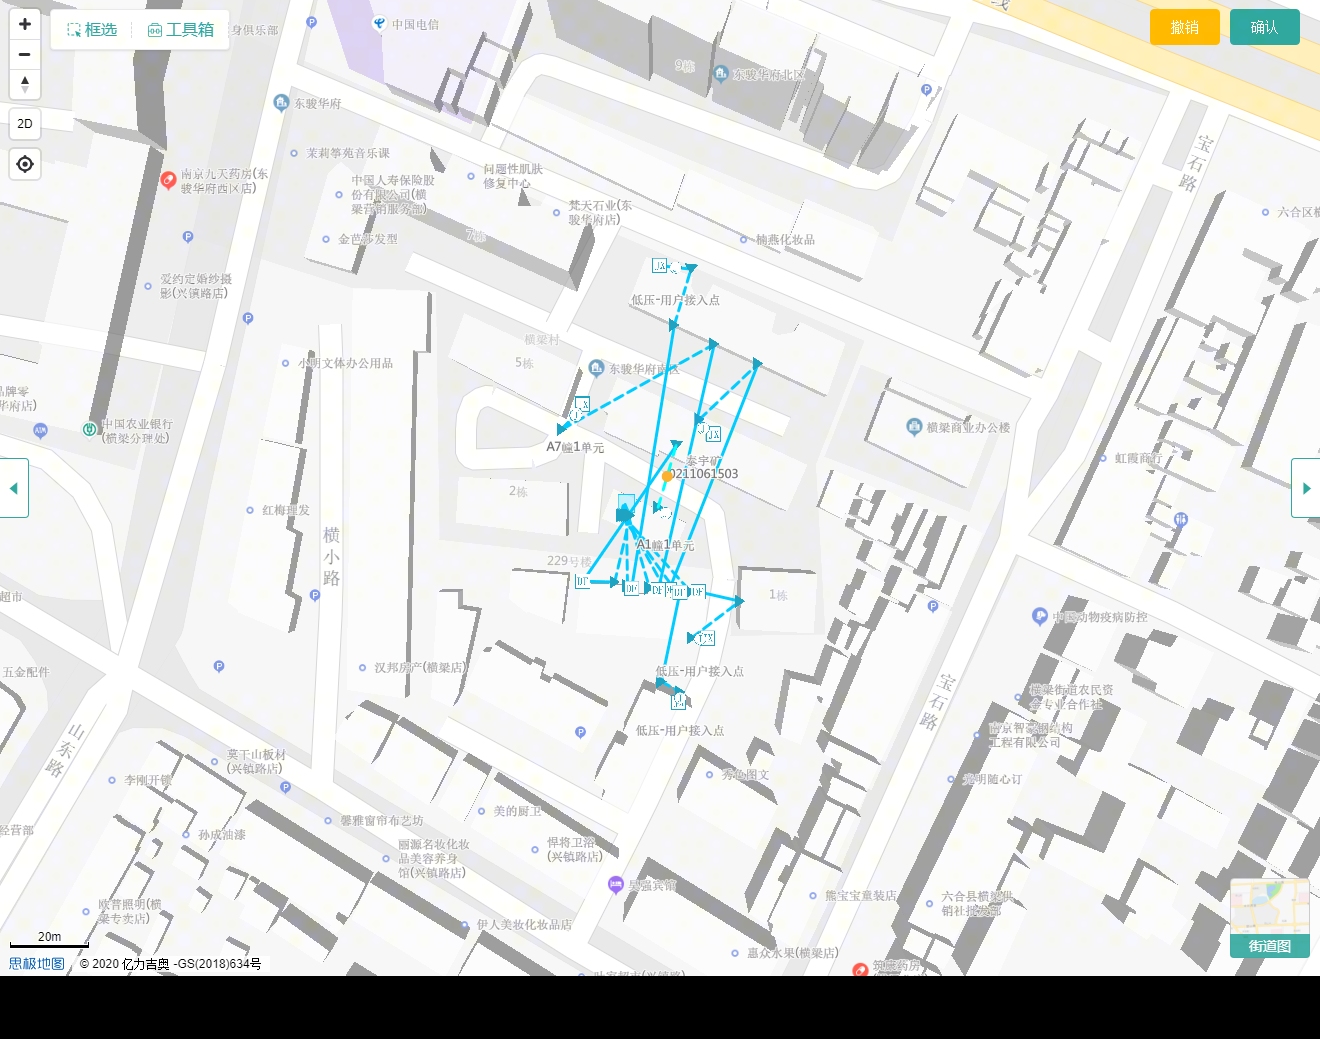 框选
工具箱
撤销
确认
2D
身俱乐部
中国电信
9栋
东骏华府北区
东骏华府
茉莉筝苑音乐课
南京九天药房(东
骏华府西区店)
中国人寿保险股
份有限公司(横
梁营销服务部)
问题性肌肤
修复中心
梵天石业(东
骏华府店)
宝石路
六合区横
金芭莎发型
7栋
楠燕化妆品
爱约定婚纱摄
影(兴镇路店)
JX
低压-用户接入点
横梁村
5栋
小明文体办公用品
东骏华府南区
品牌零
华府店)
JX
中国农业银行
(横梁分理处)
A7幢1单元
JX
横梁商业办公楼
泰宇矿
0211061503
虹霞商行
2栋
红梅理发
横小路
A1幢1单元
229号楼
DF
DF
DF
DF
DF
1栋
超市
中国动物疫病防控
JX
五金配件
汉邦房产(横梁店)
低压-用户接入点
宝石路
横梁街道农民资
金专业合作社
低压-用户接入点
南京智豪钢结构
工程有限公司
山东路
莫干山板材
(兴镇路店)
李刚开锁
秀色图文
光明随心订
美的厨卫
馨雅窗帘布艺坊
经营部
孙成油漆
丽源名妆化妆
品美容养身
馆(兴镇路店)
悍将卫浴
(兴镇路店)
吴强宾馆
熊宝宝童装店
六合县横梁供
销社批发部
欧普照明(横
梁专卖店)
伊人美妆化妆品店
惠众水果(横梁店)
20m
街道图
思极地图
© 2020 亿力吉奥 -GS(2018)634号